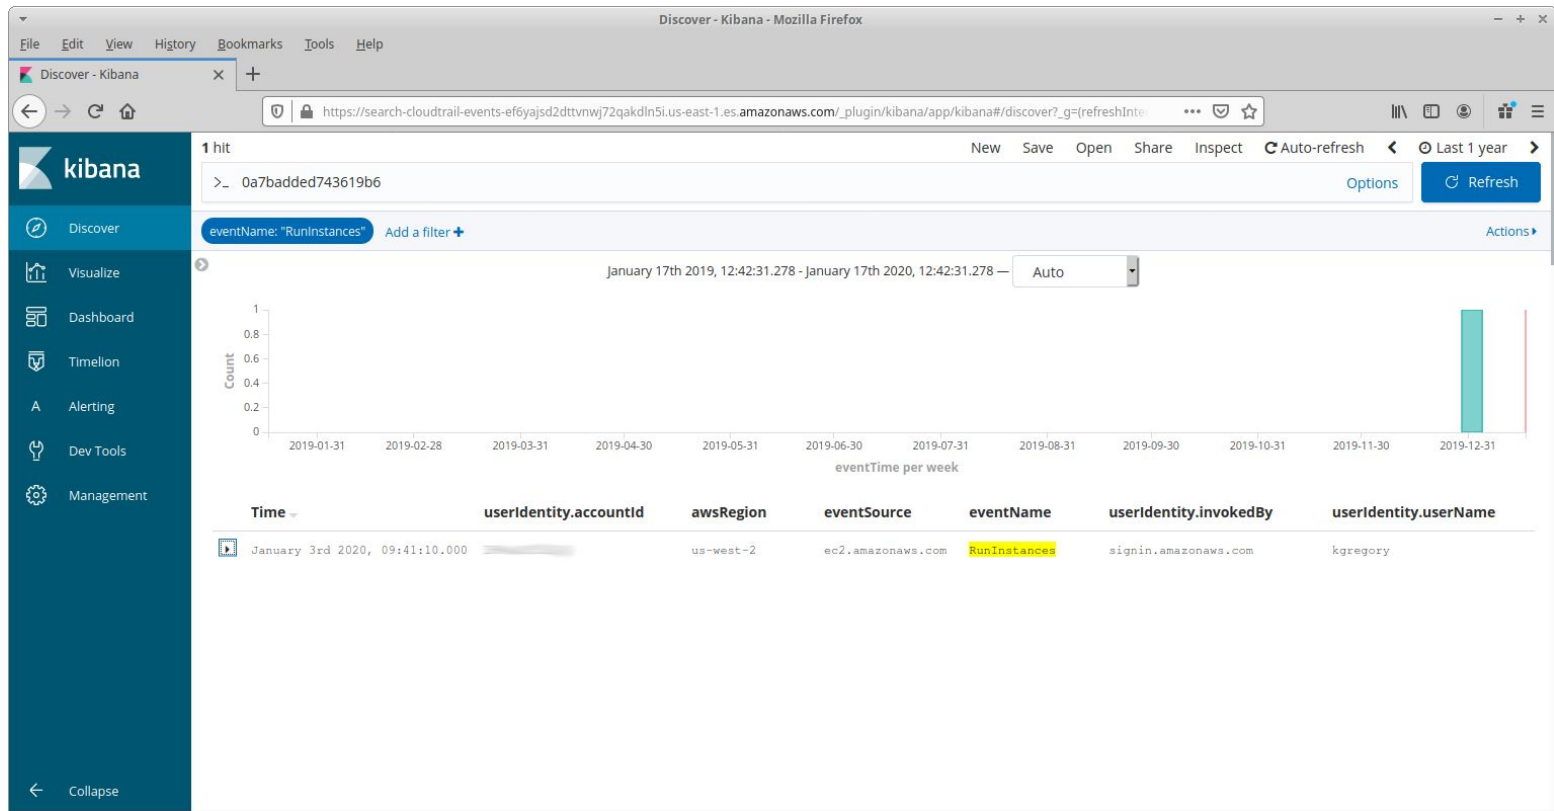 Discover - Kibana - Mozilla Firefox
File Edit View History Bookmarks Tools Help
Discover - Kibana
https://search-cloudtrail-events-ef6yajsd2dttvnwj72qakdln5i.us-east-1.es.amazonaws.com/_plugin/kibana/app/kibana#/discover?_g=(refreshInte
kibana
1 hit
New Save Open Share Inspect Auto-refresh Last 1 year
>_ 0a7badded743619b6
Options
Refresh
eventName: "RunInstances" Add a filter +
Actions
Discover
Visualize
Dashboard
Timelion
A Alerting
Dev Tools
Management
Collapse
January 17th 2019, 12:42:31.278 - January 17th 2020, 12:42:31.278 — Auto
Count
1
0.8
0.6
0.4
0.2
0
2019-01-31 2019-02-28 2019-03-31 2019-04-30 2019-05-31 2019-06-30 2019-07-31 2019-08-31 2019-09-30 2019-10-31 2019-11-30 2019-12-31
eventTime per week
Time userIdentity.accountId awsRegion eventSource eventName userIdentity.invokedBy userIdentity.userName
January 3rd 2020, 09:41:10.000 us-west-2 ec2.amazonaws.com RunInstances signin.amazonaws.com kgregory